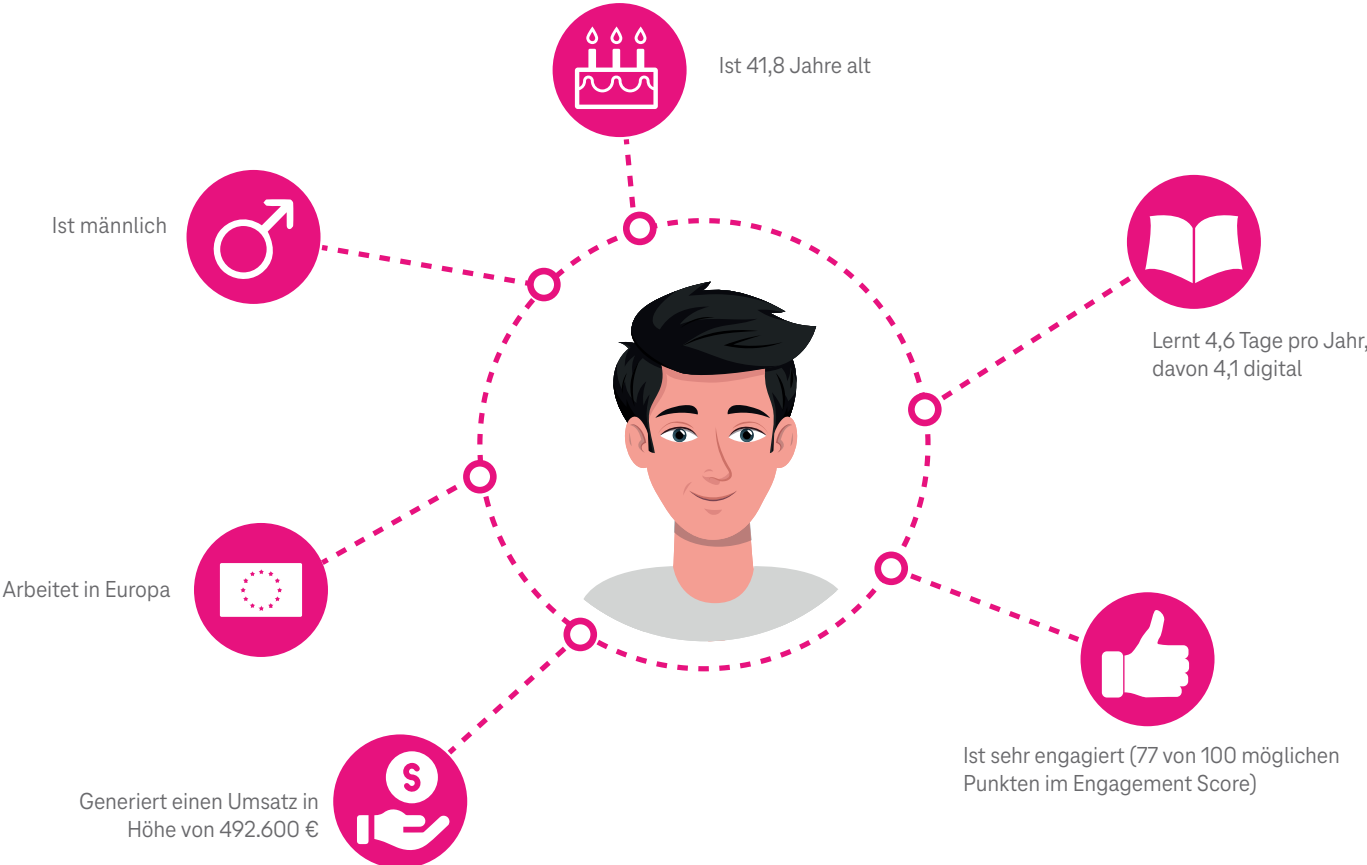 Ist 41,8 Jahre alt
Ist männlich
Lernt 4,6 Tage pro Jahr,
davon 4,1 digital
Arbeitet in Europa
Ist sehr engagiert (77 von 100 möglichen
Punkten im Engagement Score)
Generiert einen Umsatz in
Höhe von 492.600 €
S